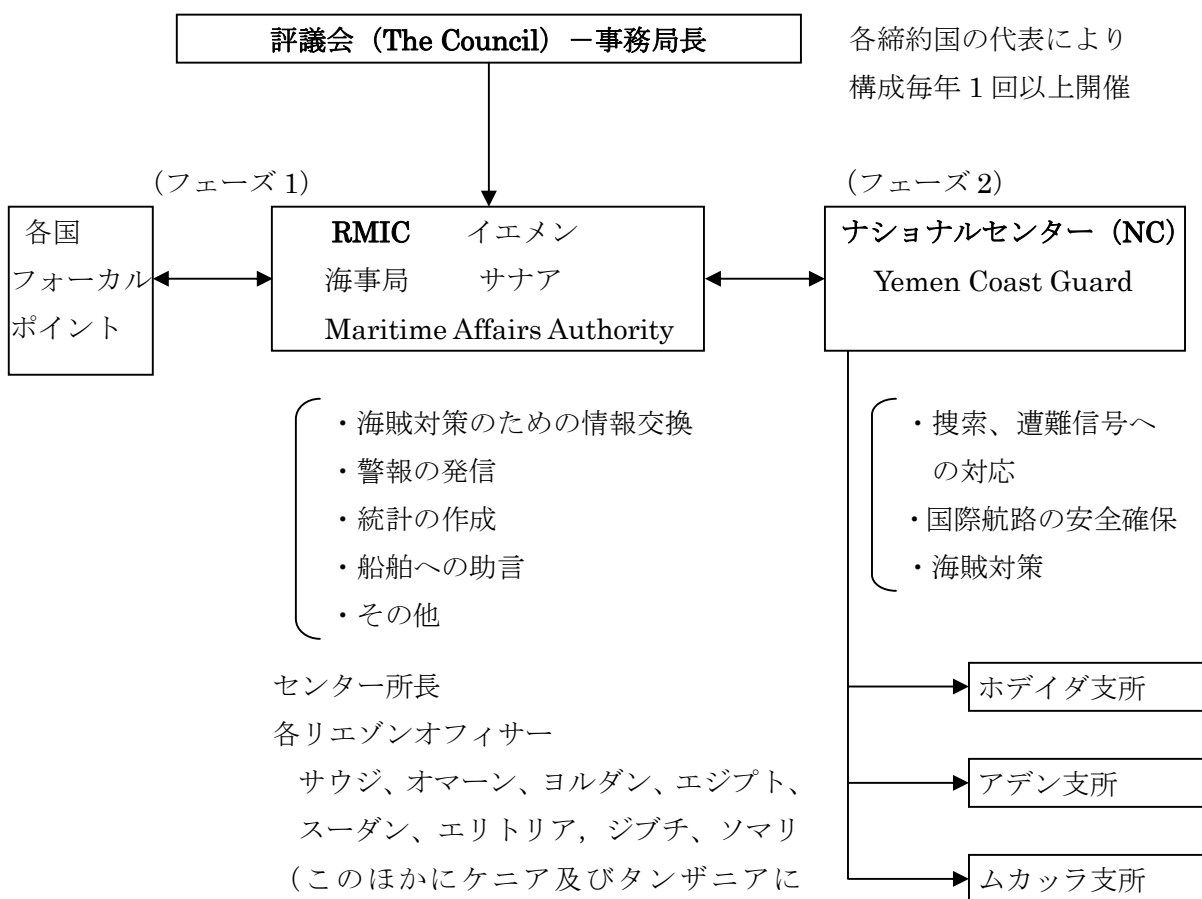 評議会（The Council）－事務局長
各締約国の代表により
構成毎年 1 回以上開催
（フェーズ 1）
（フェーズ 2）
各国
フォーカル
ポイント
RMIC イエメン
海事局 サナア
Maritime Affairs Authority
ナショナルセンター（NC）
Yemen Coast Guard
・海賊対策のための情報交換
・警報の発信
・統計の作成
・船舶への助言
・その他
・捜索、遭難信号へ
の対応
・国際航路の安全確保
・海賊対策
センター所長
各リエゾンオフィサー
サウジ、オマーン、ヨルダン、エジプト、
スーダン、エリトリア，ジブチ、ソマリ
（このほかにケニア及びタンザニアに
ホデイダ支所
アデン支所
ムカッラ支所